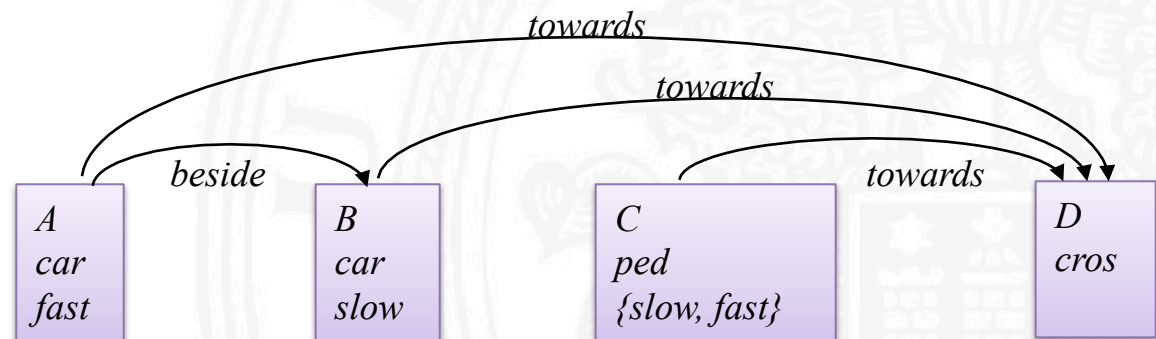 towards
towards
beside
towards
A
car
fast
B
car
slow
C
ped
{slow, fast}
D
cros